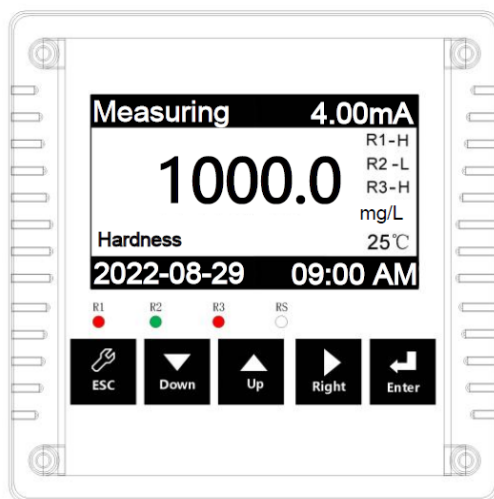 Measuring 4.00mA
R1-H
R2-L
R3-H
1000.0
mg/L
Hardness 25℃
2022-08-29 09:00 AM
R1 R2 R3 RS
ESC Down Up Right Enter